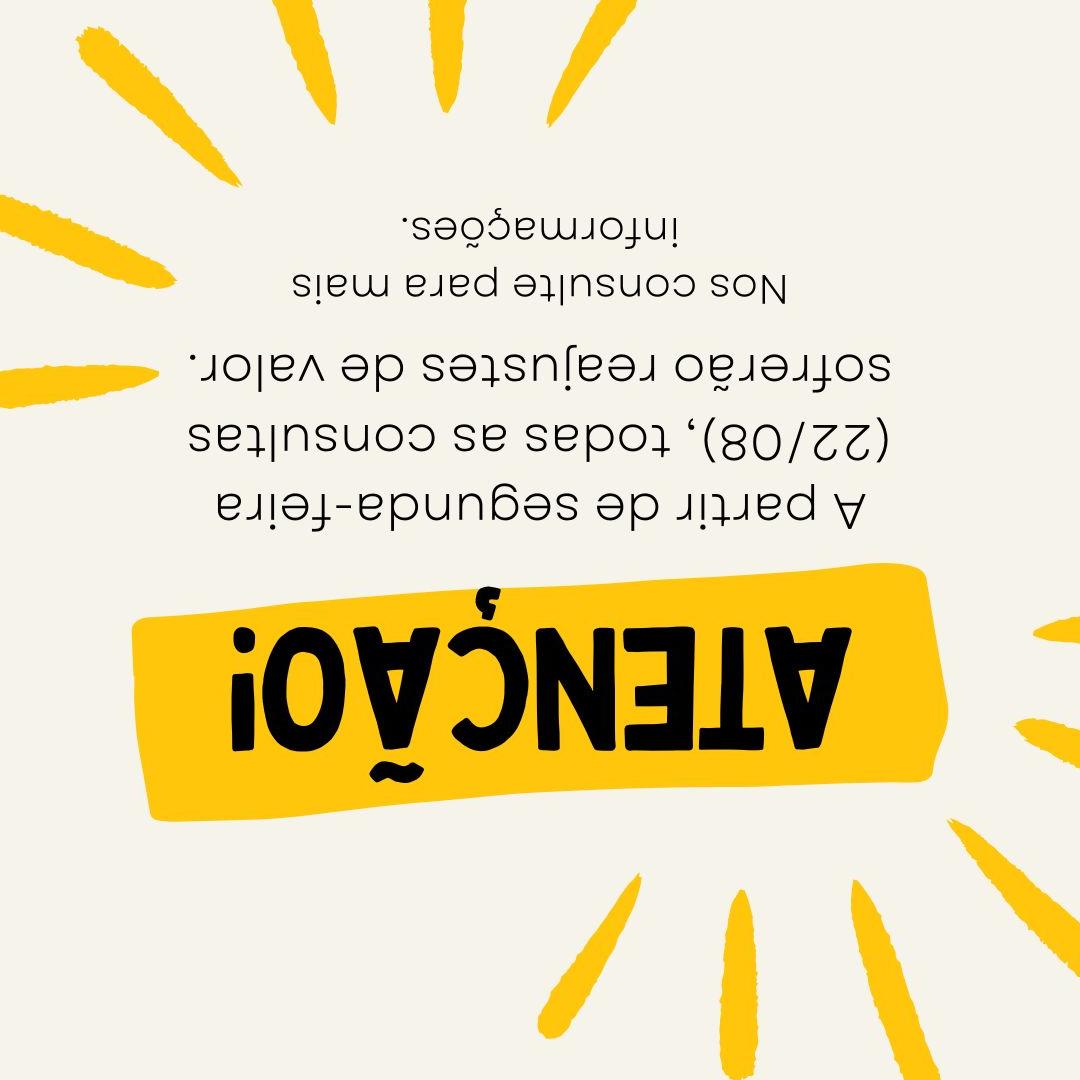 ATENÇÃO!
A partir de segunda-feira
(22/08), todas as consultas
sofrerão reajustes de valor.
Nos consulte para mais
informações.